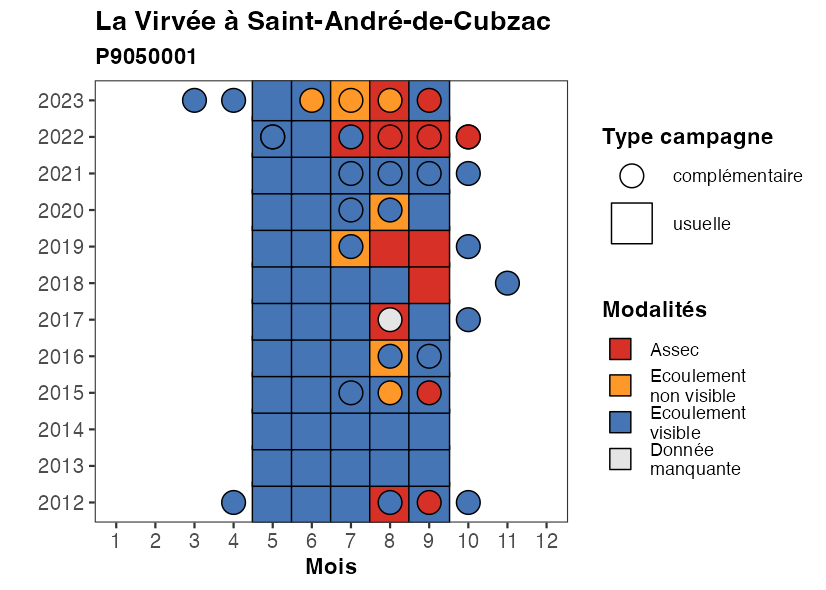 La Virvée à Saint-André-de-Cubzac
P9050001
2023
2022
2021
2020
2019
2018
2017
2016
2015
2014
2013
2012
1 2 3 4 5 6 7 8 9 10 11 12
Mois
Type campagne
complémentaire
usuelle
Modalités
Assec
Ecoulement
non visible
Ecoulement
visible
Donnée
manquante